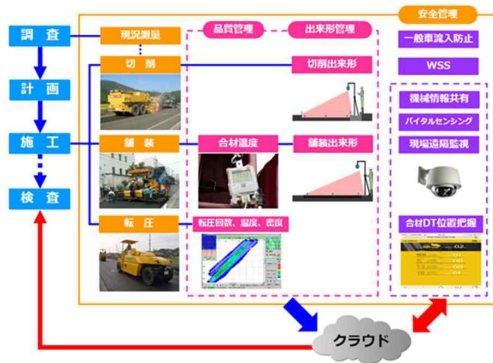 安全管理
調 査
現況測量
品質管理
出来形管理
一般車流入防止
切 削
切削出来形
WSS
計 画
機械情報共有
バイタルセンシング
施 工
舗 装
合材温度
舗装出来形
現場遠隔監視
検 査
転 圧
転圧回数、温度、密度
合材DT位置把握
クラウド